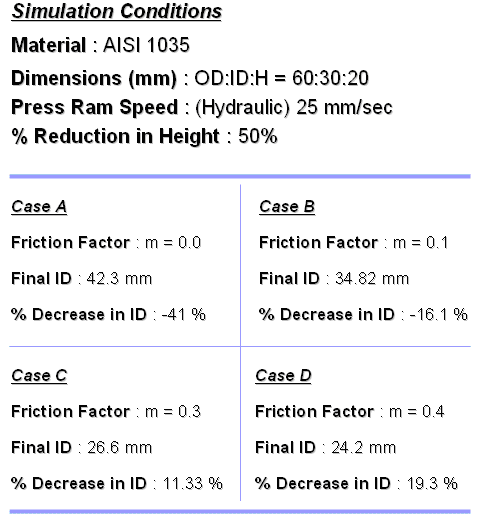 Simulation Conditions
Material : AISI 1035
Dimensions (mm) : OD:ID:H = 60:30:20
Press Ram Speed : (Hydraulic) 25 mm/sec
% Reduction in Height : 50%
Case A
Friction Factor : m = 0.0
Final ID : 42.3 mm
% Decrease in ID : -41 %
Case B
Friction Factor : m = 0.1
Final ID : 34.82 mm
% Decrease in ID : -16.1 %
Case C
Friction Factor : m = 0.3
Final ID : 26.6 mm
% Decrease in ID : 11.33 %
Case D
Friction Factor : m = 0.4
Final ID : 24.2 mm
% Decrease in ID : 19.3 %